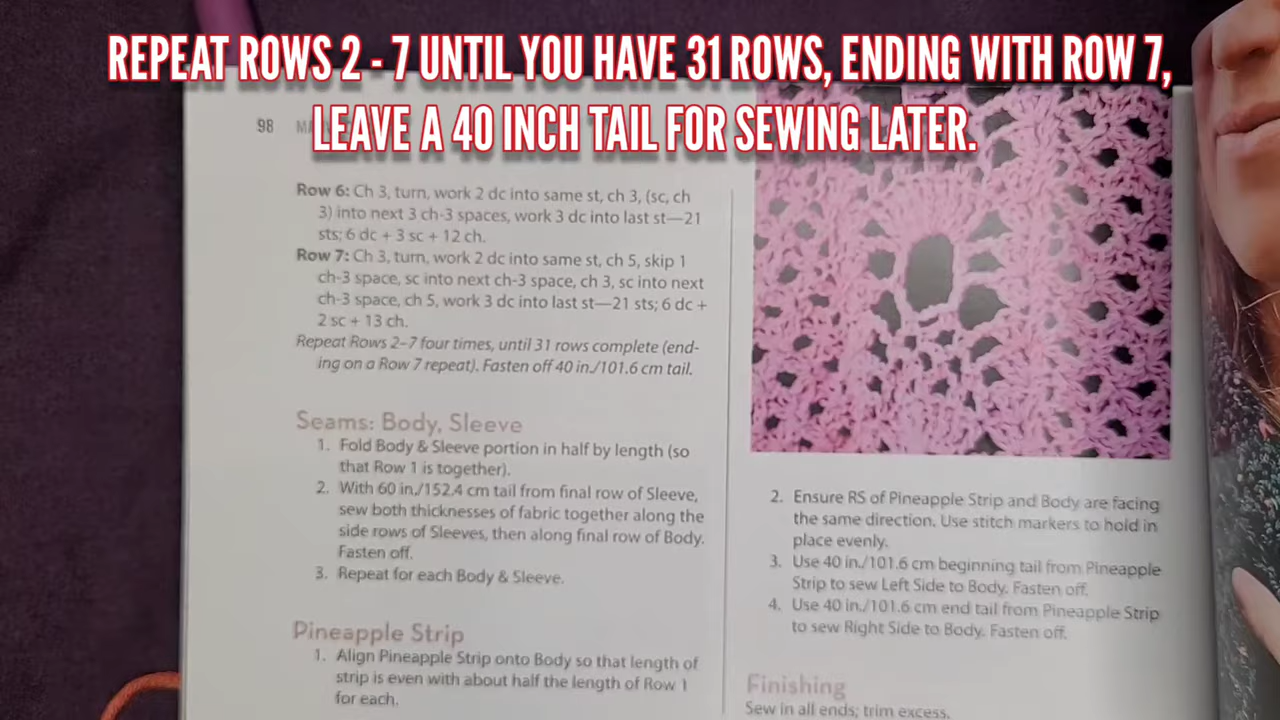 REPEAT ROWS 2 - 7 UNTIL YOU HAVE 31 ROWS, ENDING WITH ROW 7,
LEAVE A 40 INCH TAIL FOR SEWING LATER.
98
Row 6: Ch 3, turn, work 2 dc into same st, ch 3, (sc, ch
3) into next 3 ch-3 spaces, work 3 dc into last st—21
sts; 6 dc + 3 sc + 12 ch.
Row 7: Ch 3, turn, work 2 dc into same st, ch 5, skip 1
ch-3 space, sc into next ch-3 space, ch 3, sc into next
ch-3 space, ch 5, work 3 dc into last st—21 sts; 6 dc +
2 sc + 13 ch.
Repeat Rows 2–7 four times, until 31 rows complete (end-
ing on a Row 7 repeat). Fasten off 40 in./101.6 cm tail.
Seams: Body, Sleeve
1. Fold Body & Sleeve portion in half by length (so
that Row 1 is together).
2. With 60 in./152.4 cm tail from final row of Sleeve,
sew both thicknesses of fabric together along the
side rows of Sleeves, then along final row of Body.
Fasten off.
3. Repeat for each Body & Sleeve.
Pineapple Strip
1. Align Pineapple Strip onto Body so that length of
strip is even with about half the length of Row 1
for each.
2. Ensure RS of Pineapple Strip and Body are facing
the same direction. Use stitch markers to hold in
place evenly.
3. Use 40 in./101.6 cm beginning tail from Pineapple
Strip to sew Left Side to Body. Fasten off.
4. Use 40 in./101.6 cm end tail from Pineapple Strip
to sew Right Side to Body. Fasten off.
Finishing
Sew in all ends; trim excess.